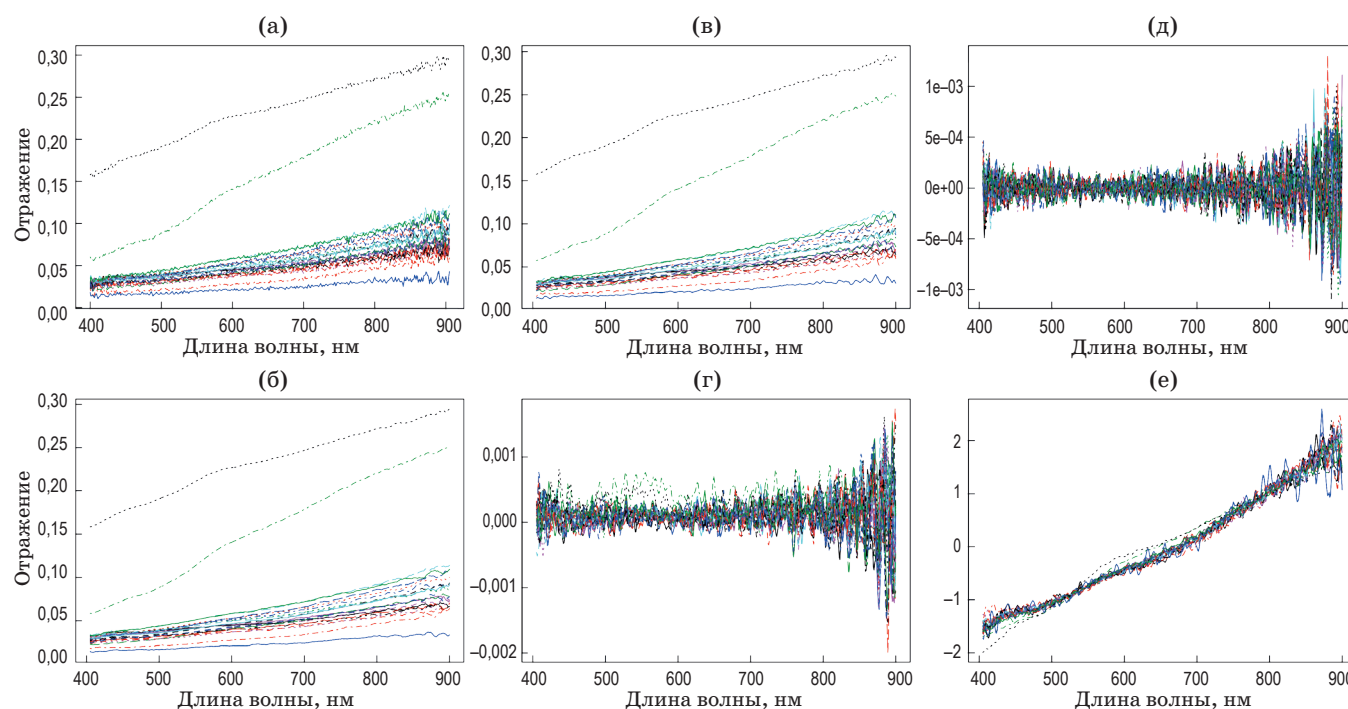 (а)
(в)
(д)
Отражение
0,30
0,25
0,20
0,15
0,10
0,05
0,00
400 500 600 700 800 900
Длина волны, нм
0,30
0,25
0,20
0,15
0,10
0,05
0,00
400 500 600 700 800 900
Длина волны, нм
1e–03
5e–04
0e+00
–5e–04
–1e–03
400 500 600 700 800 900
Длина волны, нм
(б)
(г)
(е)
Отражение
0,30
0,25
0,20
0,15
0,10
0,05
0,00
400 500 600 700 800 900
Длина волны, нм
0,001
0,000
–0,001
–0,002
400 500 600 700 800 900
Длина волны, нм
2
1
0
–1
–2
400 500 600 700 800 900
Длина волны, нм